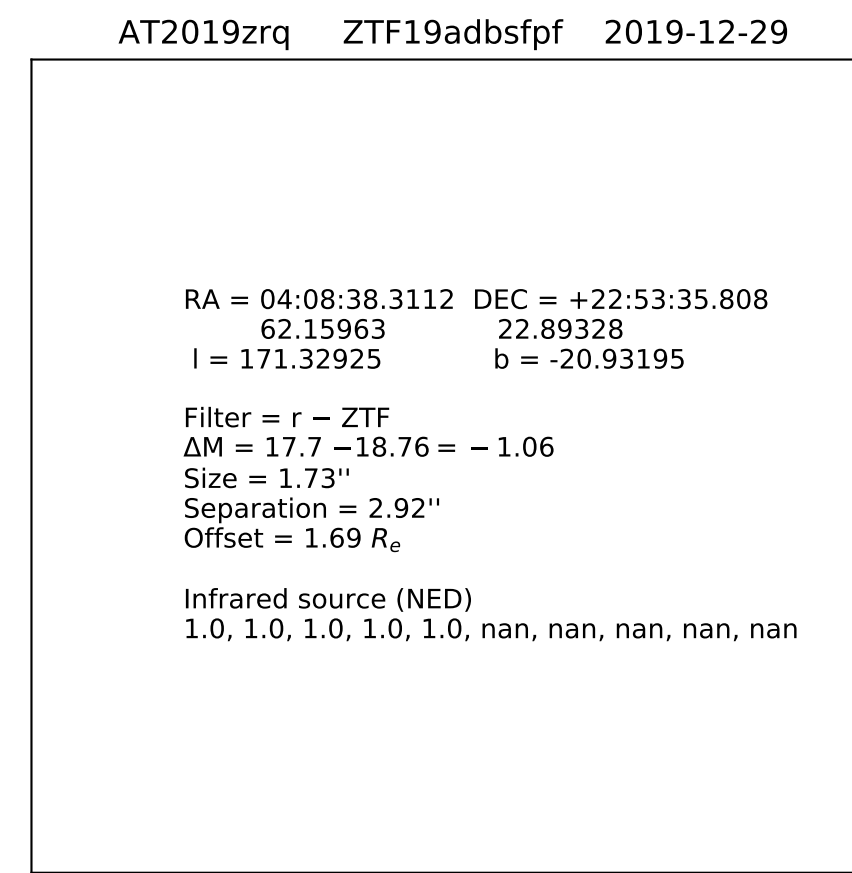 AT2019zrq ZTF19adbsfpf 2019-12-29
RA = 04:08:38.3112 DEC = +22:53:35.808
62.15963 22.89328
l = 171.32925 b = -20.93195
Filter = r − ZTF
ΔM = 17.7 −18.76 = − 1.06
Size = 1.73''
Separation = 2.92''
Offset = 1.69 Re
Infrared source (NED)
1.0, 1.0, 1.0, 1.0, 1.0, nan, nan, nan, nan, nan